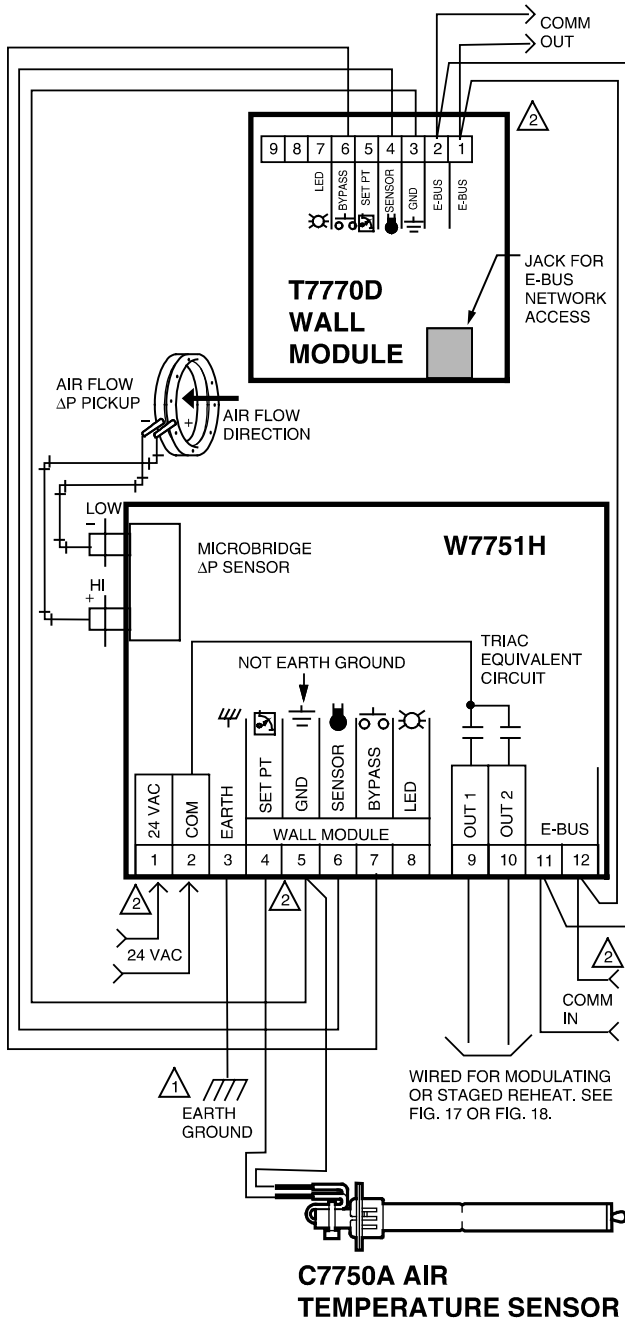 COMM
OUT
2
9 8 7 6 5 4 3 2 1
LED
BYPASS
SET PT
SENSOR
GND
E-BUS
E-BUS
T7770D
WALL
MODULE
JACK FOR
E-BUS
NETWORK
ACCESS
AIR FLOW
ΔP PICKUP
- +
AIR FLOW
DIRECTION
LOW
-
HI
+
MICROBRIDGE
ΔP SENSOR
W7751H
NOT EARTH GROUND
TRIAC
EQUIVALENT
CIRCUIT
24 VAC
COM
EARTH
SET PT
GND
SENSOR
BYPASS
LED
OUT 1
OUT 2
WALL MODULE
E-BUS
1 2 3 4 5 6 7 8 9 10 11 12
2
2
24 VAC
2
COMM
IN
1
EARTH
GROUND
WIRED FOR MODULATING
OR STAGED REHEAT. SEE
FIG. 17 OR FIG. 18.
C7750A AIR
TEMPERATURE SENSOR